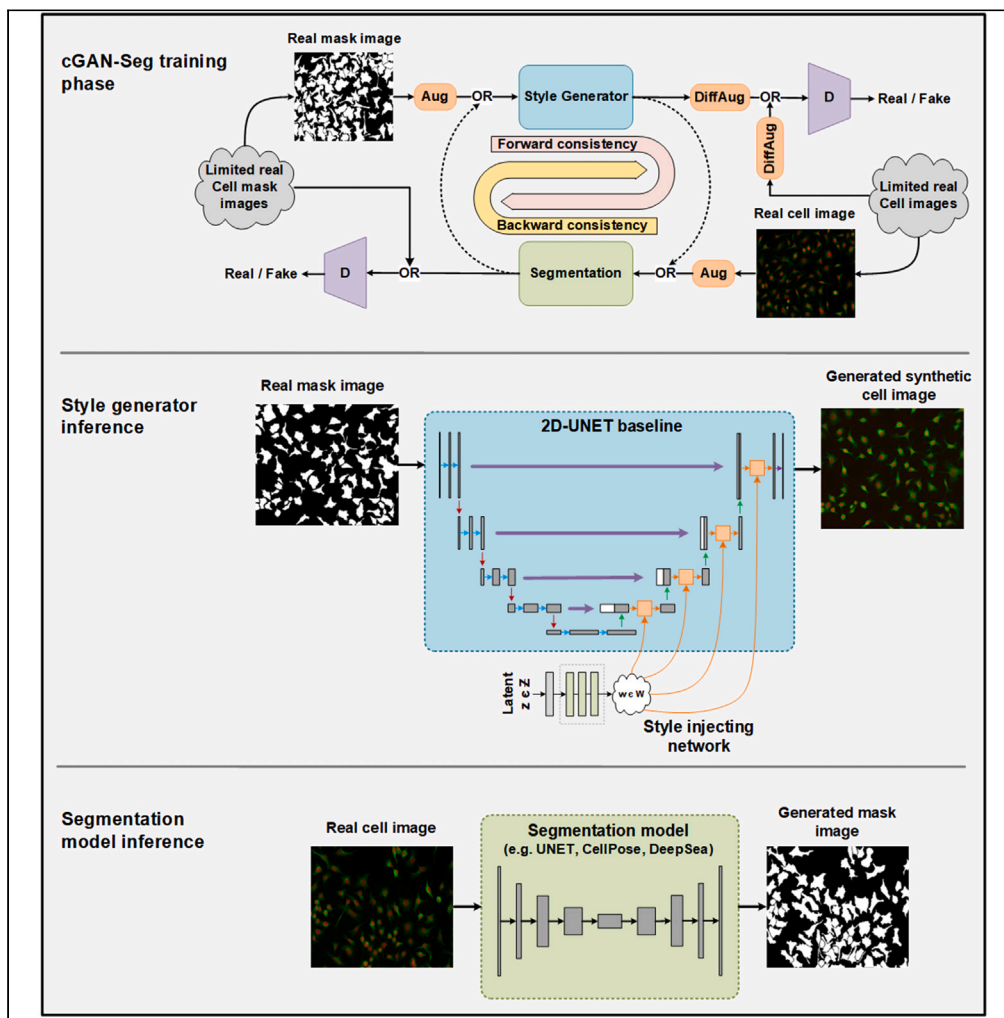 cGAN-Seg training
phase
Real mask image
Aug
OR
Style Generator
DiffAug
OR
D
Real / Fake
DiffAug
Forward consistency
Backward consistency
Limited real
Cell mask
images
Limited real
Cell images
Real cell image
Real / Fake
D
OR
Segmentation
OR
Aug
Style generator
inference
Real mask image
2D-UNET baseline
Generated synthetic
cell image
Latent
z ϵ Z
w ϵ W
Style injecting
network
Segmentation
model inference
Real cell image
Segmentation model
(e.g. UNET, CellPose, DeepSea)
Generated mask
image